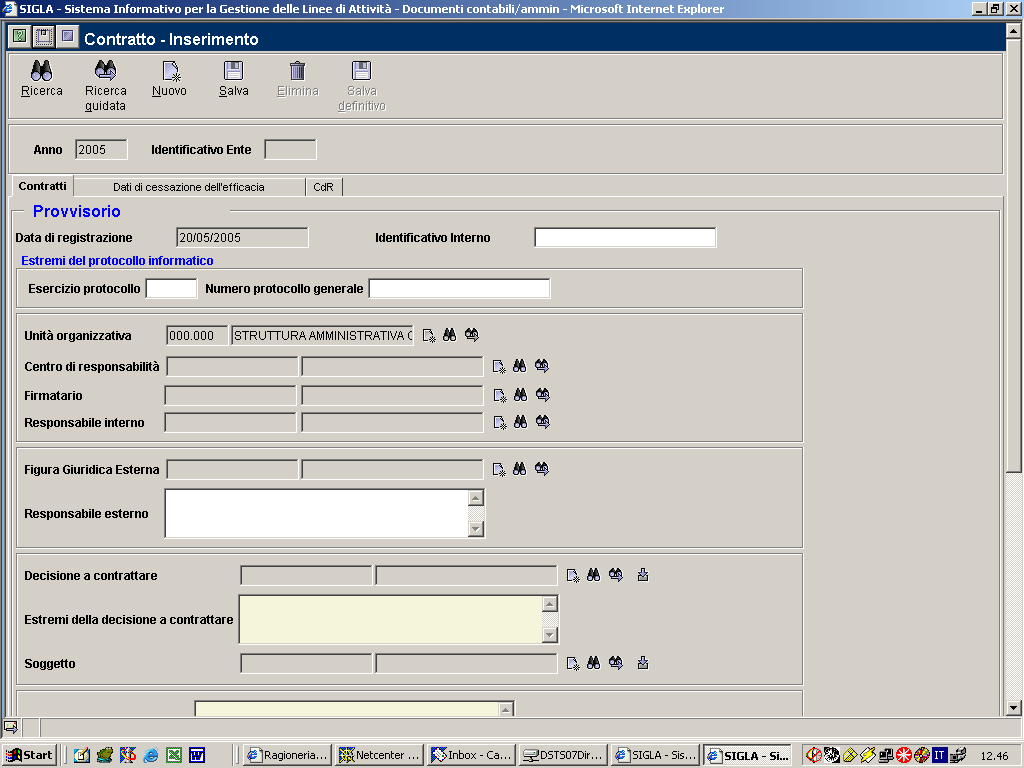 SIGLA - Sistema Informativo per la Gestione delle Linee di Attività - Documenti contabili/ammin - Microsoft Internet Explorer
Contratto - Inserimento
Ricerca Ricerca guidata Nuovo Salva Elimina Salva definitivo
Anno 2005 Identificativo Ente
Contratti Dati di cessazione dell'efficacia CdR
Provvisorio
Data di registrazione 20/05/2005 Identificativo Interno
Estremi del protocollo informatico
Esercizio protocollo Numero protocollo generale
Unità organizzativa 000.000 STRUTTURA AMMINISTRATIVA C
Centro di responsabilità
Firmatario
Responsabile interno
Figura Giuridica Esterna
Responsabile esterno
Decisione a contrattare
Estremi della decisione a contrattare
Soggetto
Start Ragioneria... Netcenter ... Inbox - Ca... DSTS07Dir... SIGLA - Sis... SIGLA - Si... IT 12.46